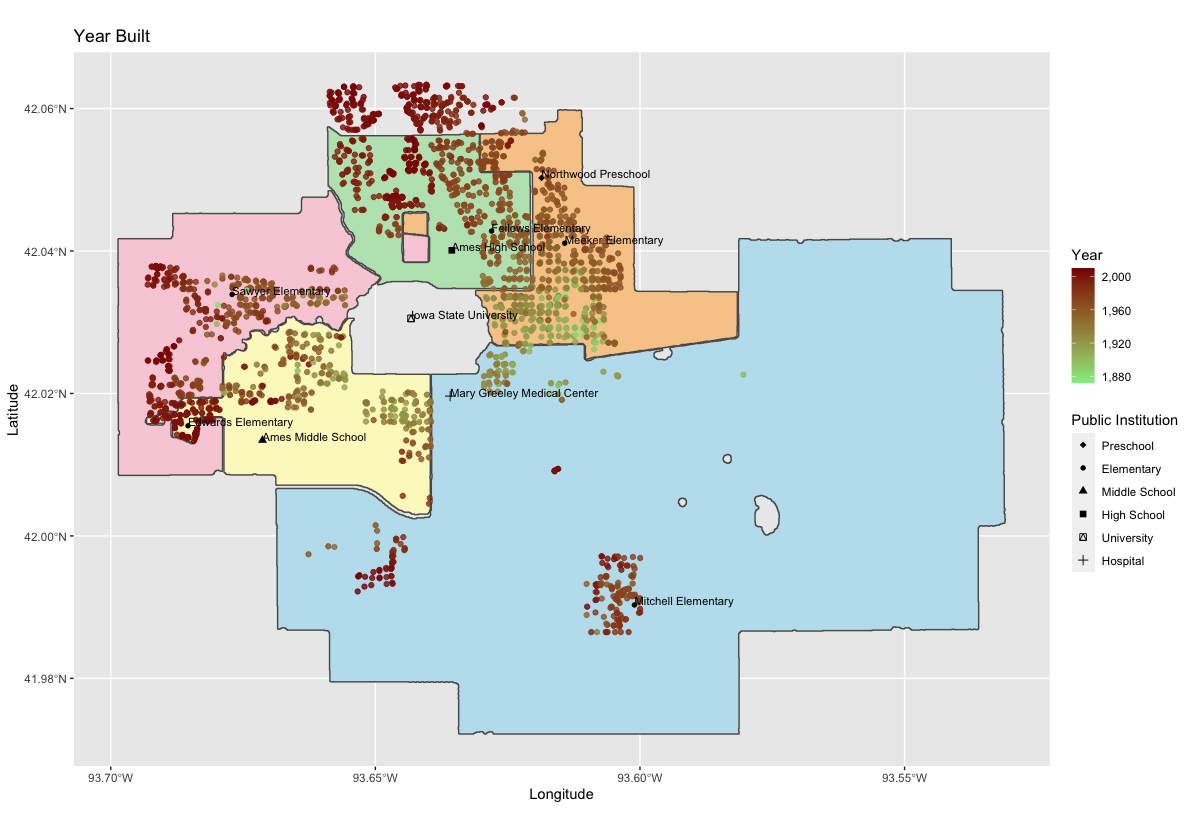 Year Built
42.06°N
42.04°N
42.02°N
42.00°N
41.98°N
Latitude
93.70°W
93.65°W
93.60°W
93.55°W
Longitude
Northwood Preschool
Fellows Elementary
Meeker Elementary
Ames High School
Sawyer Elementary
Iowa State University
Mary Greeley Medical Center
Edwards Elementary
Ames Middle School
Mitchell Elementary
Year
2,000
1,960
1,920
1,880
Public Institution
Preschool
Elementary
Middle School
High School
University
Hospital